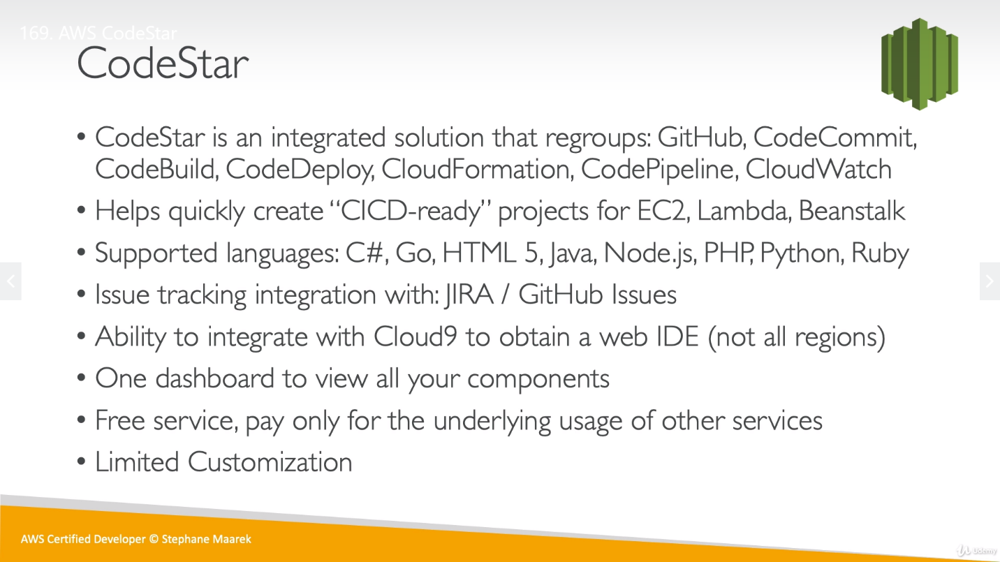 169. AWS CodeStar
CodeStar
• CodeStar is an integrated solution that regroups: GitHub, CodeCommit,
CodeBuild, CodeDeploy, CloudFormation, CodePipeline, CloudWatch
• Helps quickly create “CICD-ready” projects for EC2, Lambda, Beanstalk
• Supported languages: C#, Go, HTML 5, Java, Node.js, PHP, Python, Ruby
• Issue tracking integration with: JIRA / GitHub Issues
• Ability to integrate with Cloud9 to obtain a web IDE (not all regions)
• One dashboard to view all your components
• Free service, pay only for the underlying usage of other services
• Limited Customization
AWS Certified Developer © Stephane Maarek
Udemy